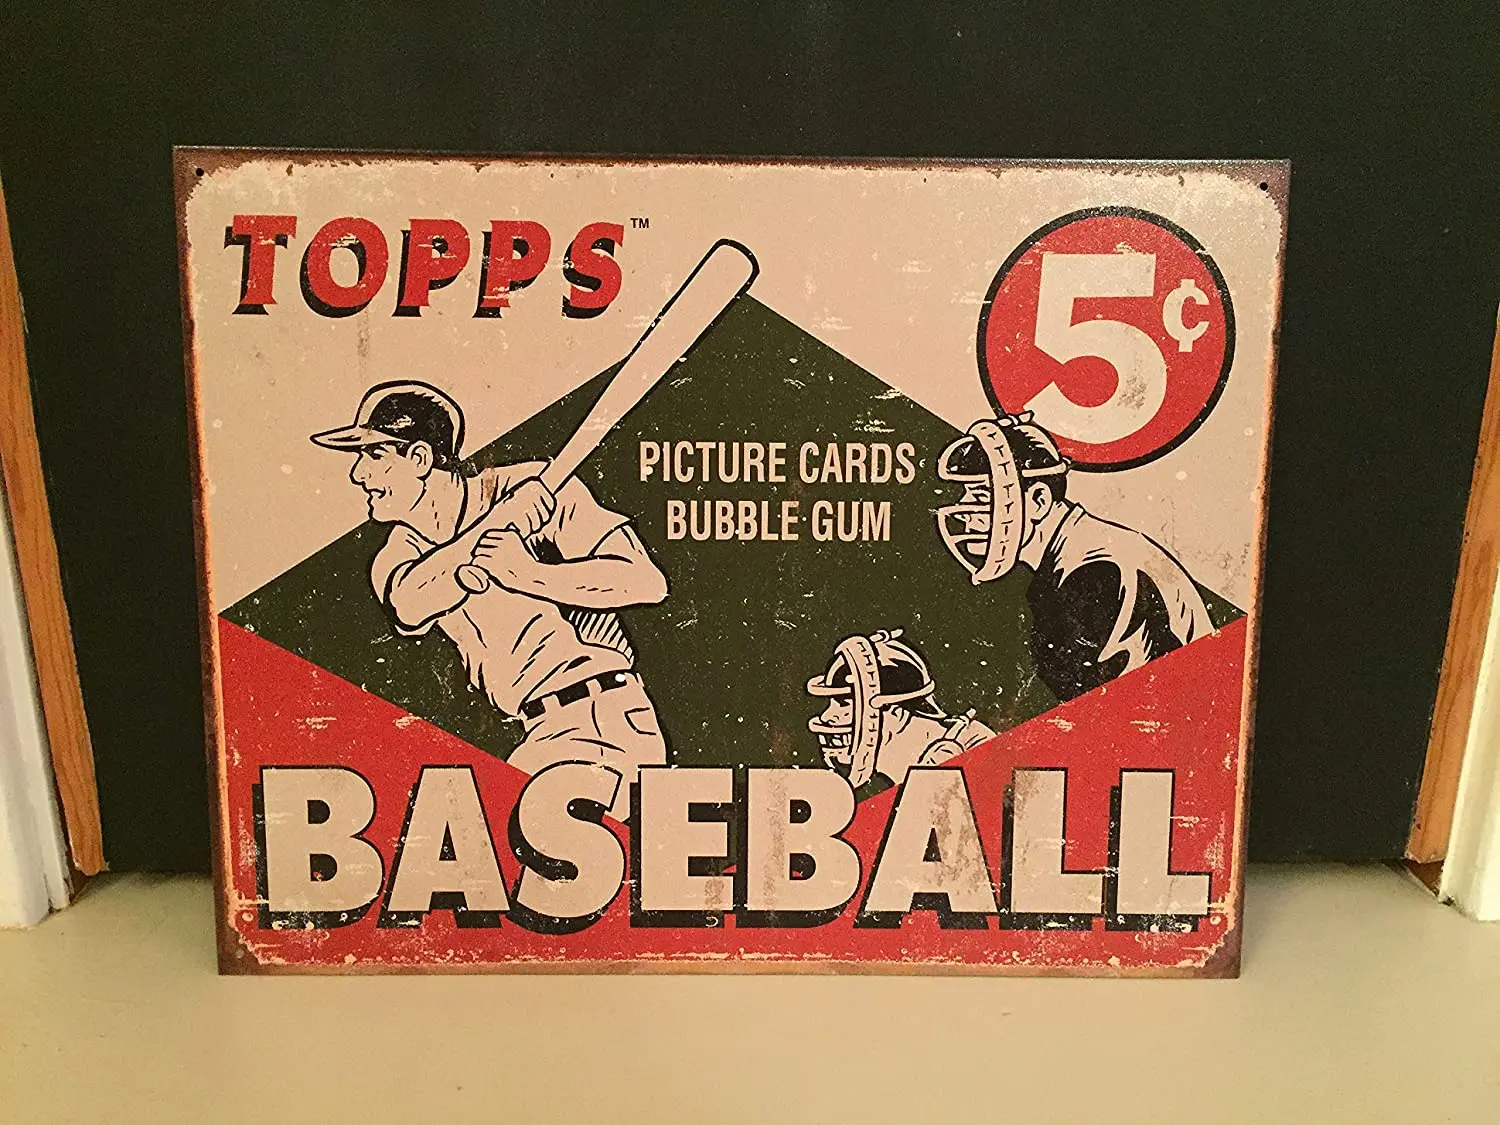 TOPPS™
5¢
PICTURE CARDS
BUBBLE GUM
BASEBALL